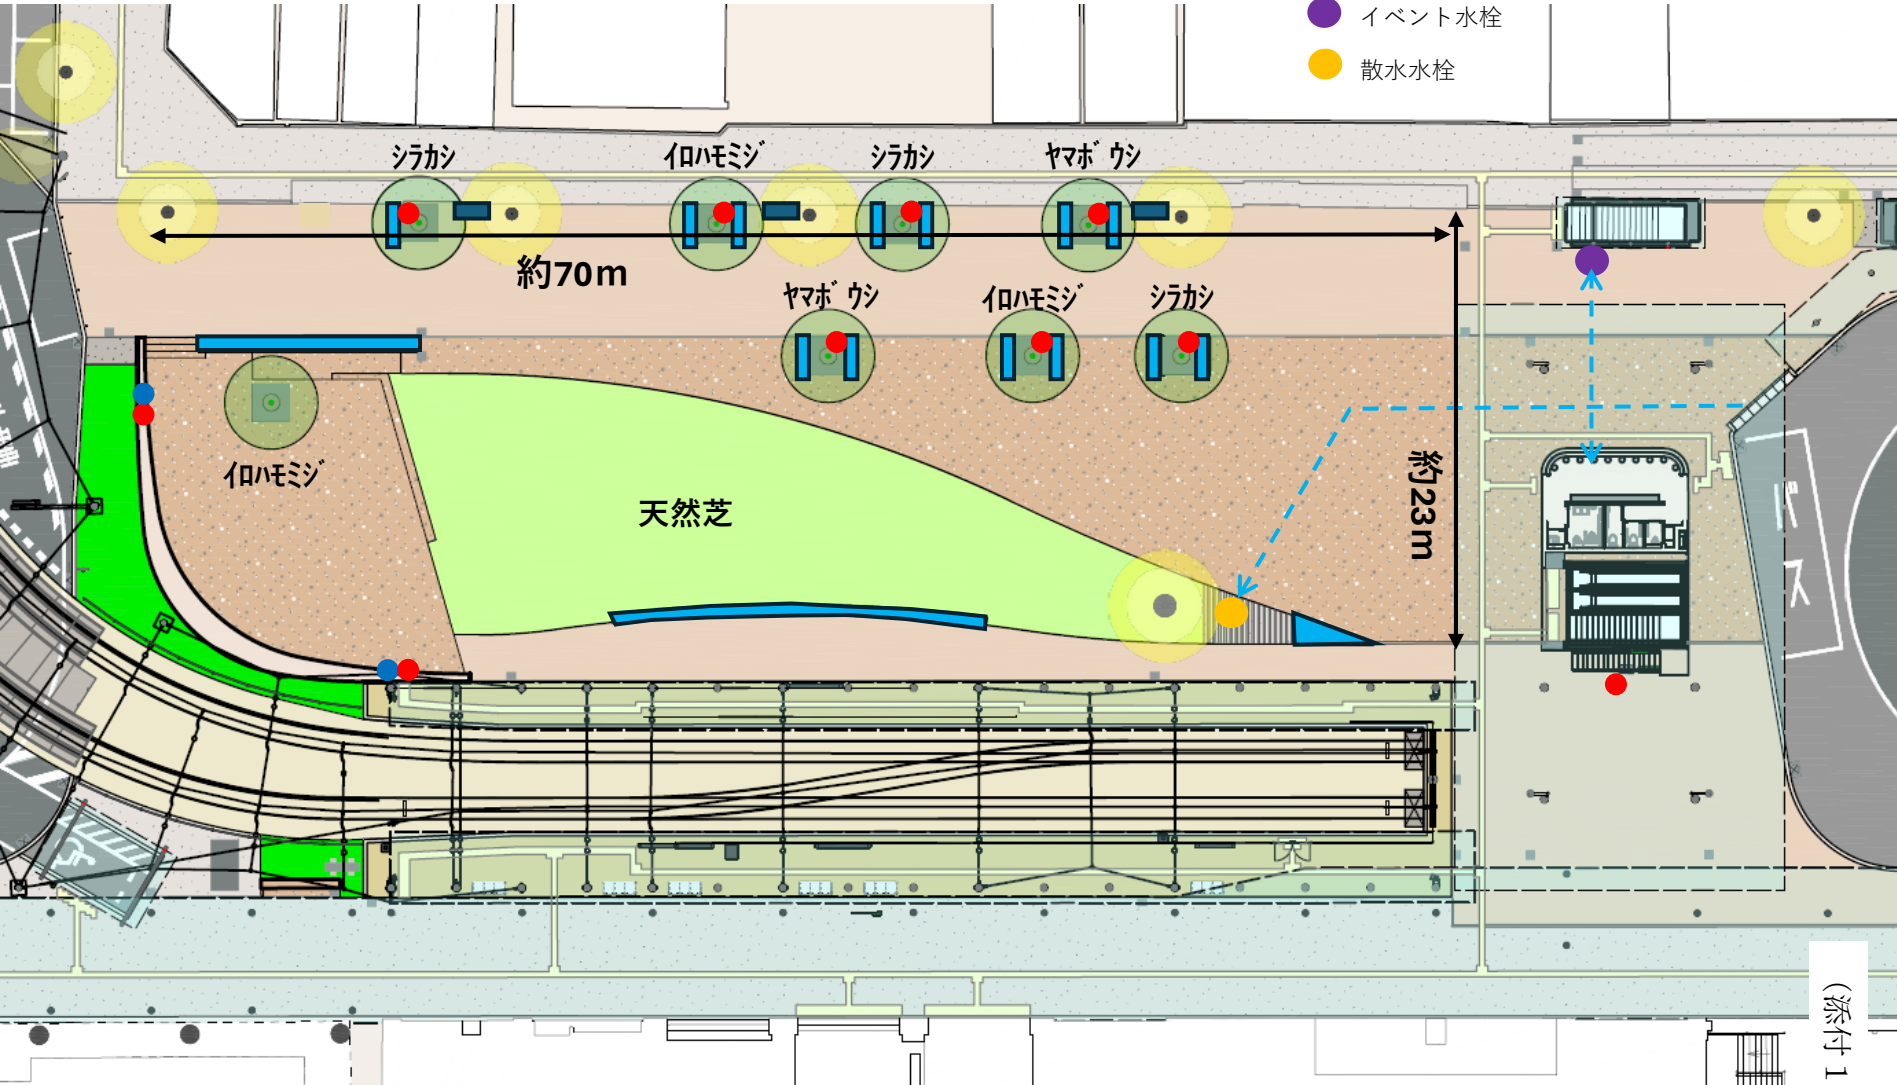 イベント水栓
散水水栓
シラカシ
イロハモミジ
シラカシ
ヤマボウシ
約70m
ヤマボウシ
イロハモミジ
シラカシ
イロハモミジ
天然芝
約23m
（添付1